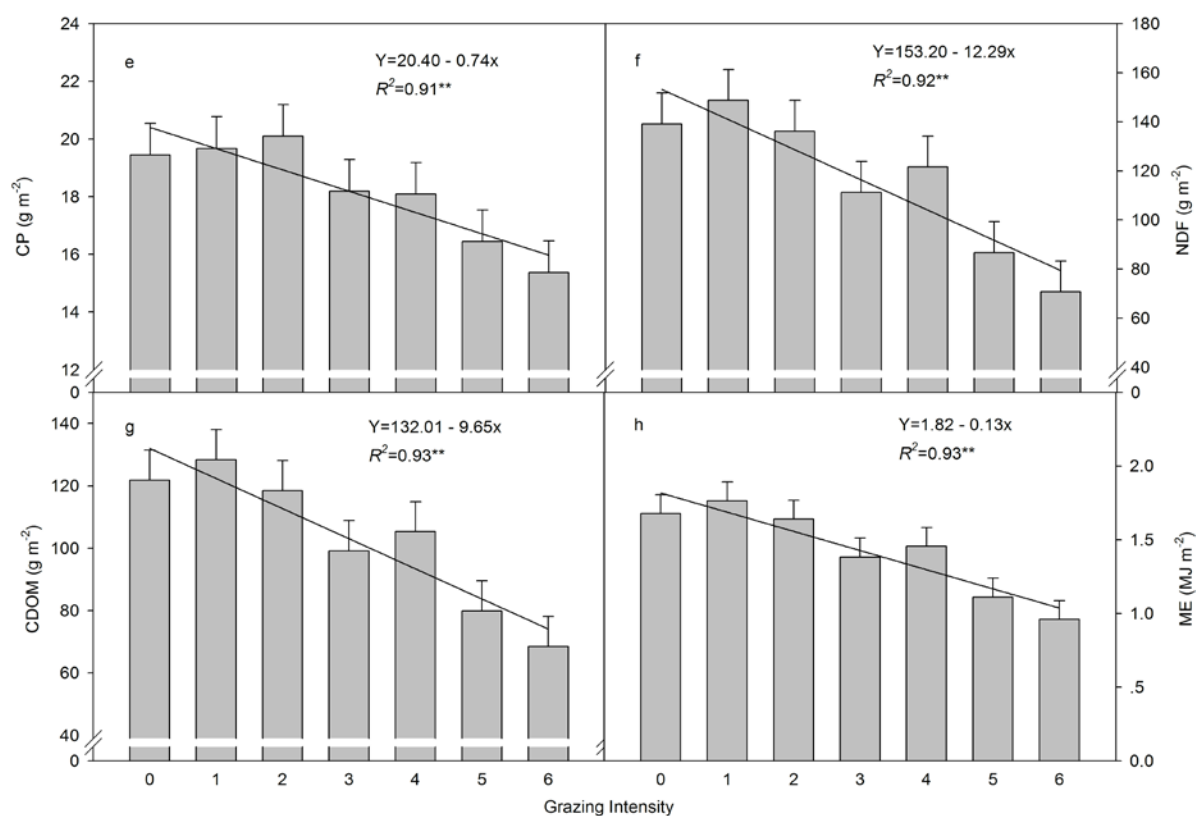 24
22
20
18
16
14
12
0
CP (g m⁻²)
e
Y=20.40 - 0.74x
R²=0.91**
f
Y=153.20 - 12.29x
R²=0.92**
180
160
140
120
100
80
60
40
0
NDF (g m⁻²)
140
120
100
80
60
40
0
CDOM (g m⁻²)
g
Y=132.01 - 9.65x
R²=0.93**
h
Y=1.82 - 0.13x
R²=0.93**
2.0
1.5
1.0
.5
0.0
ME (MJ m⁻²)
0 1 2 3 4 5 6 0 1 2 3 4 5 6
Grazing Intensity